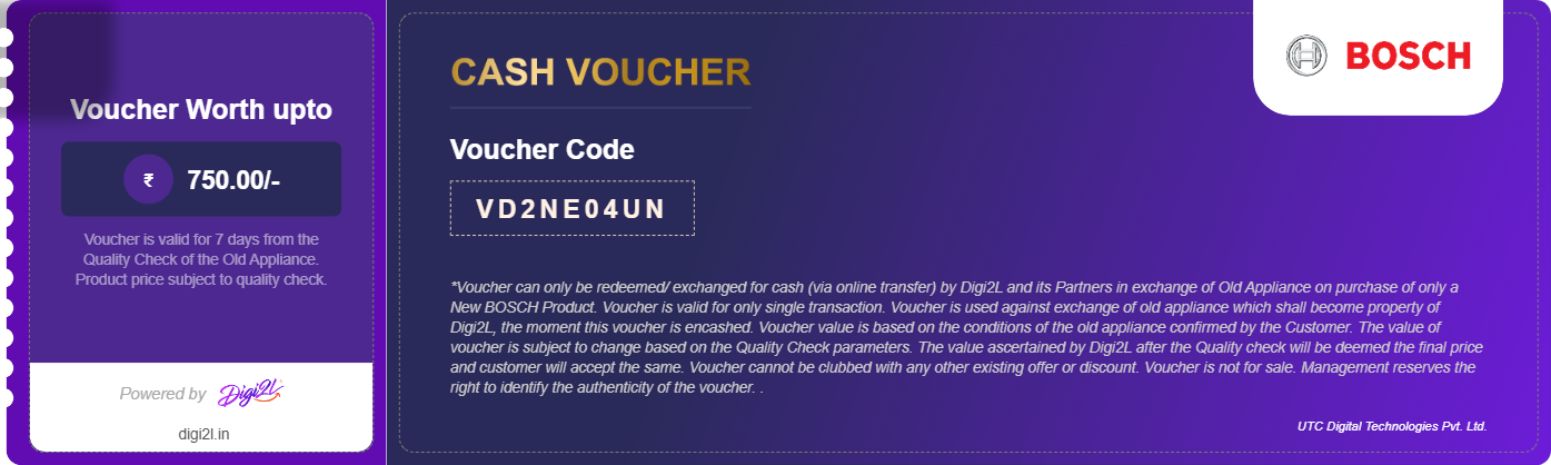 Voucher Worth upto
₹ 750.00/-
Voucher is valid for 7 days from the
Quality Check of the Old Appliance.
Product price subject to quality check.
Powered by Digi2L
digi2l.in
CASH VOUCHER
BOSCH
Voucher Code
VD2NE04UN
*Voucher can only be redeemed/ exchanged for cash (via online transfer) by Digi2L and its Partners in exchange of Old Appliance on purchase of only a
New BOSCH Product. Voucher is valid for only single transaction. Voucher is used against exchange of old appliance which shall become property of
Digi2L, the moment this voucher is encashed. Voucher value is based on the conditions of the old appliance confirmed by the Customer. The value of
voucher is subject to change based on the Quality Check parameters. The value ascertained by Digi2L after the Quality check will be deemed the final price
and customer will accept the same. Voucher cannot be clubbed with any other existing offer or discount. Voucher is not for sale. Management reserves the
right to identify the authenticity of the voucher. .
UTC Digital Technologies Pvt. Ltd.